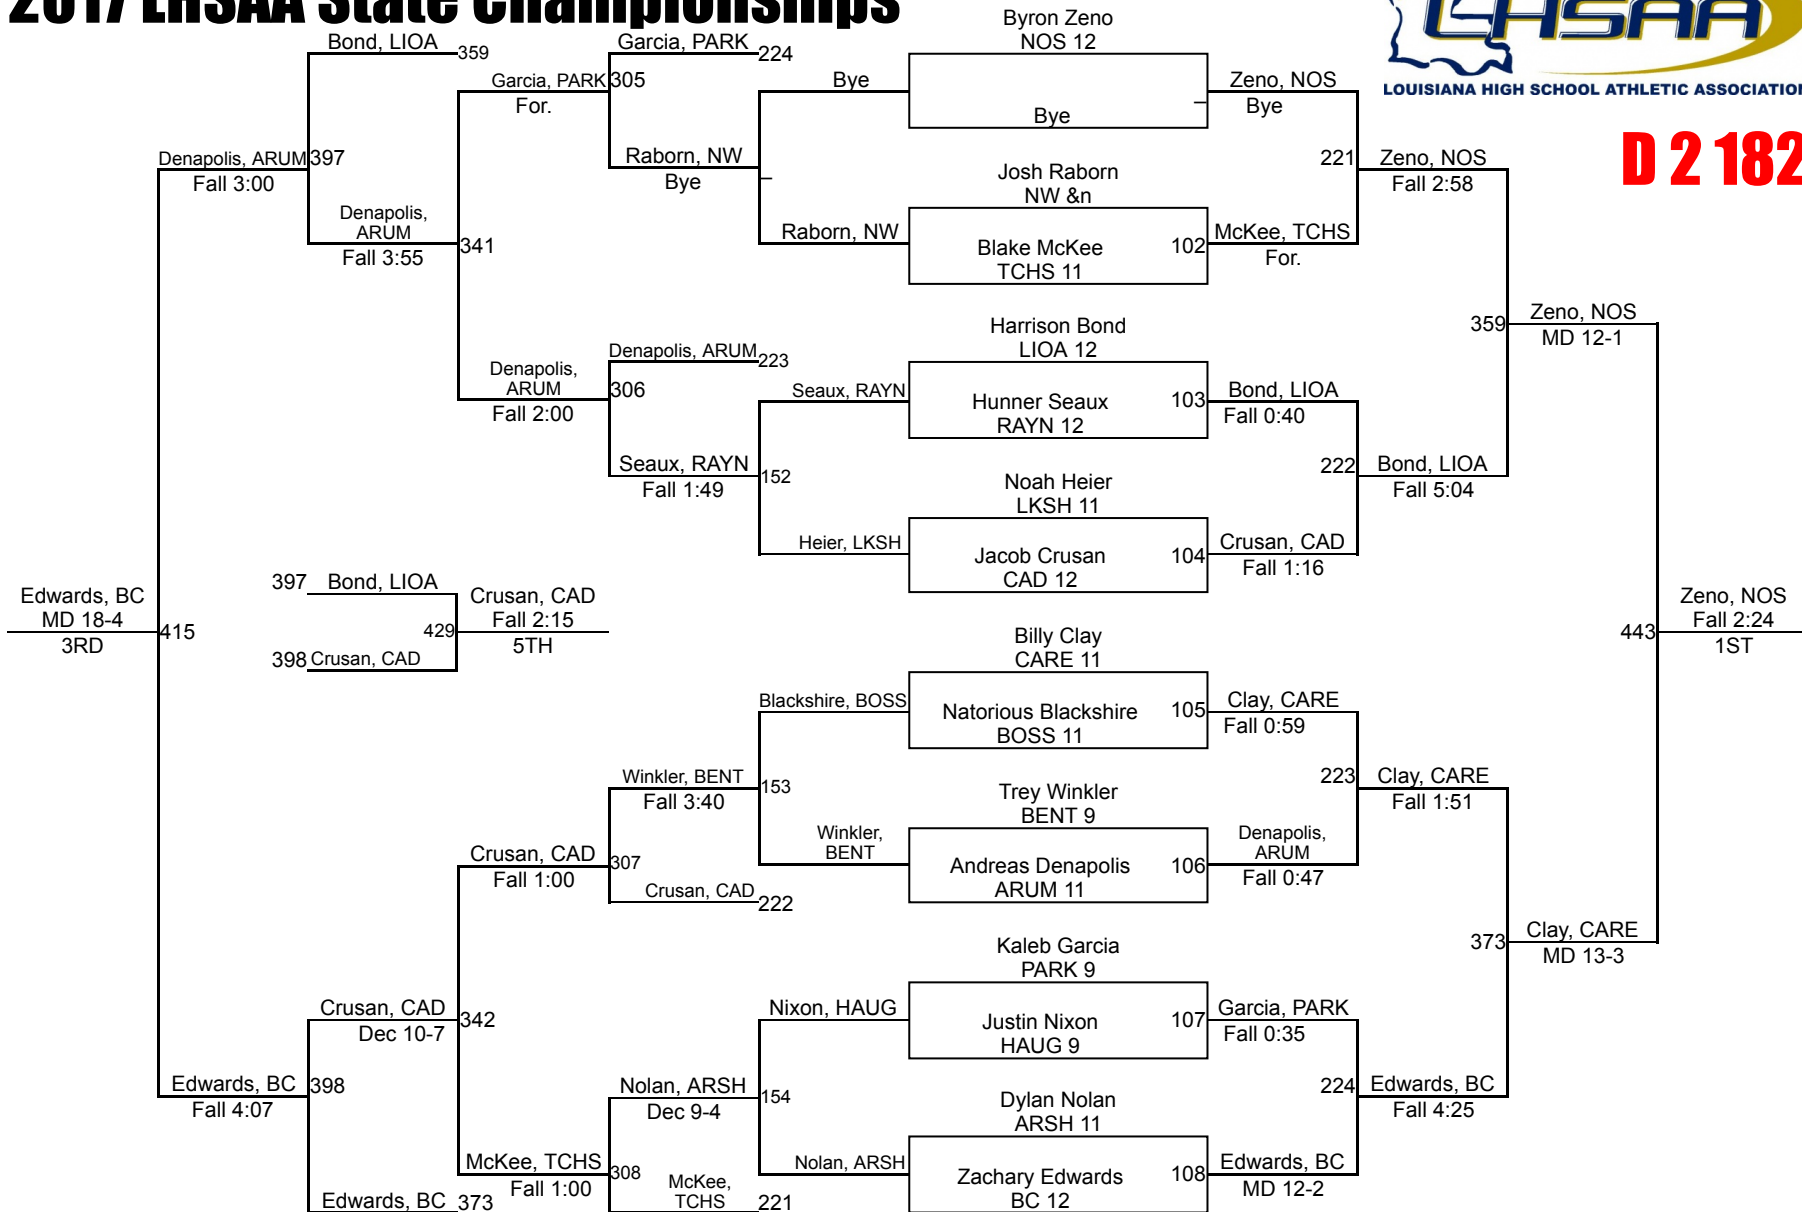 2017 LHSAA State Championships
LHSAA
LOUISIANA HIGH SCHOOL ATHLETIC ASSOCIATION
D 2 182
Bond, LIOA
359
Garcia, PARK
224
Byron Zeno
NOS 12
Bye
Garcia, PARK
305
For.
Bye
Zeno, NOS
Bye
Raborn, NW
Bye
Denapolis, ARUM
397
Fall 3:00
Josh Raborn
NW &n
221
Zeno, NOS
Fall 2:58
Denapolis,
ARUM
Fall 3:55
341
Raborn, NW
Blake McKee
TCHS 11
102
McKee, TCHS
For.
Harrison Bond
LIOA 12
359
Zeno, NOS
MD 12-1
Denapolis, ARUM
223
Denapolis,
ARUM
Fall 2:00
306
Seaux, RAYN
Hunner Seaux
RAYN 12
103
Bond, LIOA
Fall 0:40
Seaux, RAYN
Fall 1:49
152
Noah Heier
LKSH 11
222
Bond, LIOA
Fall 5:04
Heier, LKSH
Jacob Crusan
CAD 12
104
Crusan, CAD
Fall 1:16
Edwards, BC
MD 18-4
3RD
415
397
Bond, LIOA
429
398
Crusan, CAD
Crusan, CAD
Fall 2:15
5TH
Billy Clay
CARE 11
443
Zeno, NOS
Fall 2:24
1ST
Blackshire, BOSS
Natorious Blackshire
BOSS 11
105
Clay, CARE
Fall 0:59
Winkler, BENT
Fall 3:40
153
Trey Winkler
BENT 9
223
Clay, CARE
Fall 1:51
Winkler,
BENT
Andreas Denapolis
ARUM 11
106
Denapolis,
ARUM
Fall 0:47
Crusan, CAD
Fall 1:00
307
Crusan, CAD
222
Kaleb Garcia
PARK 9
373
Clay, CARE
MD 13-3
Crusan, CAD
Dec 10-7
342
Nixon, HAUG
Justin Nixon
HAUG 9
107
Garcia, PARK
Fall 0:35
Edwards, BC
Fall 4:07
398
Nolan, ARSH
Dec 9-4
154
Dylan Nolan
ARSH 11
224
Edwards, BC
Fall 4:25
McKee, TCHS
Fall 1:00
308
Nolan, ARSH
Zachary Edwards
BC 12
108
Edwards, BC
MD 12-2
Edwards, BC
373
McKee,
TCHS
221